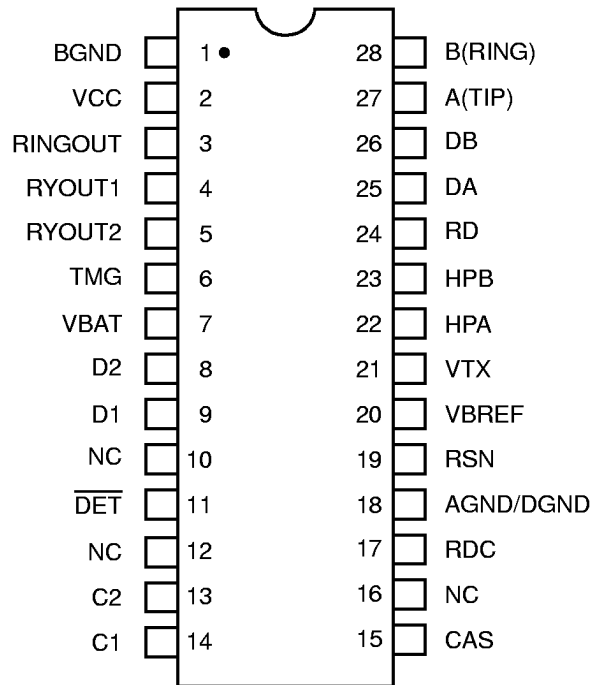 BGND 1 28 B(RING)
VCC 2 27 A(TIP)
RINGOUT 3 26 DB
RYOUT1 4 25 DA
RYOUT2 5 24 RD
TMG 6 23 HPB
VBAT 7 22 HPA
D2 8 21 VTX
D1 9 20 VBREF
NC 10 19 RSN
DET 11 18 AGND/DGND
NC 12 17 RDC
C2 13 16 NC
C1 14 15 CAS